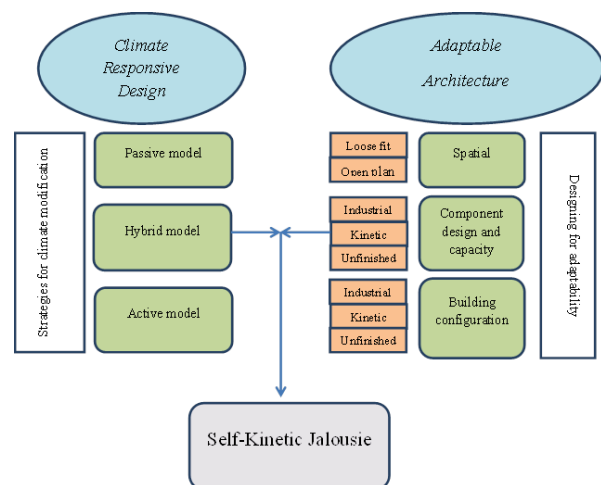 Climate
Responsive
Design
Adaptable
Architecture
Strategies for climate modification
Passive model
Hybrid model
Active model
Loose fit
Open plan
Spatial
Industrial
Kinetic
Unfinished
Component
design and
capacity
Industrial
Kinetic
Unfinished
Building
configuration
Designing for adaptability
Self-Kinetic Jalousie